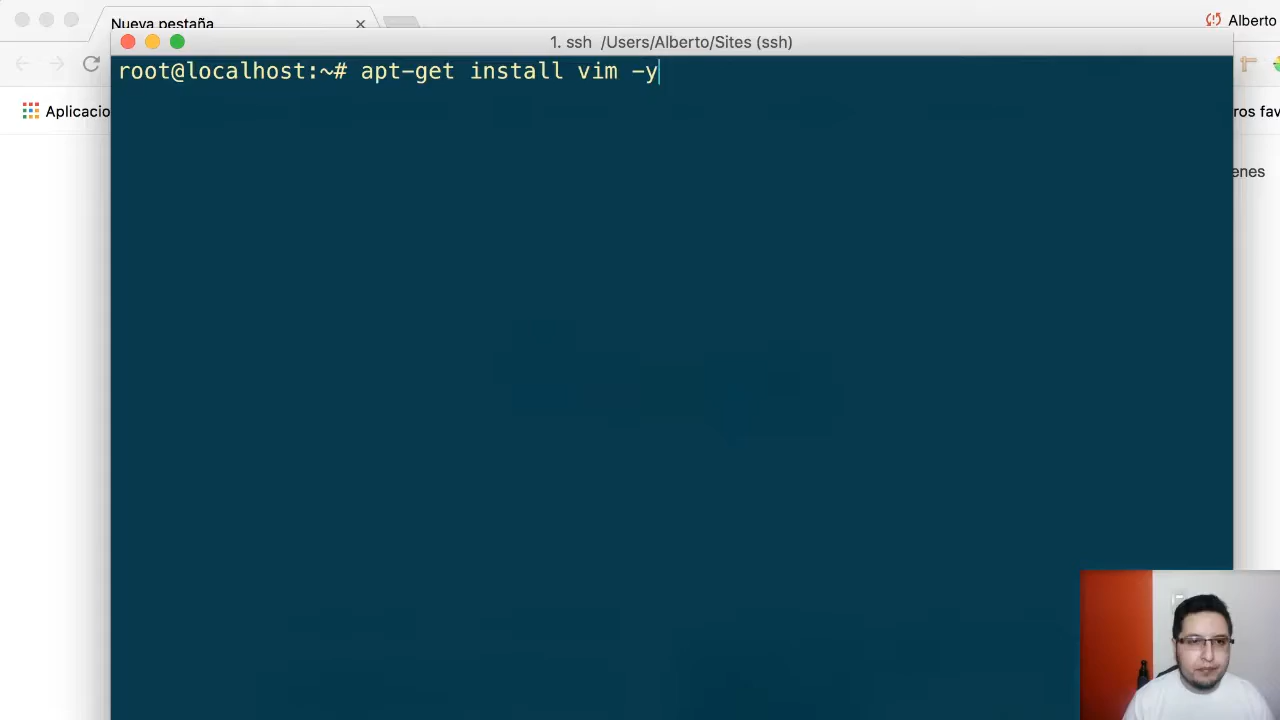 Nueva pestaña
Alberto
1. ssh /Users/Alberto/Sites (ssh)
root@localhost:~# apt-get install vim -y
Aplicacio
ros fav
enes